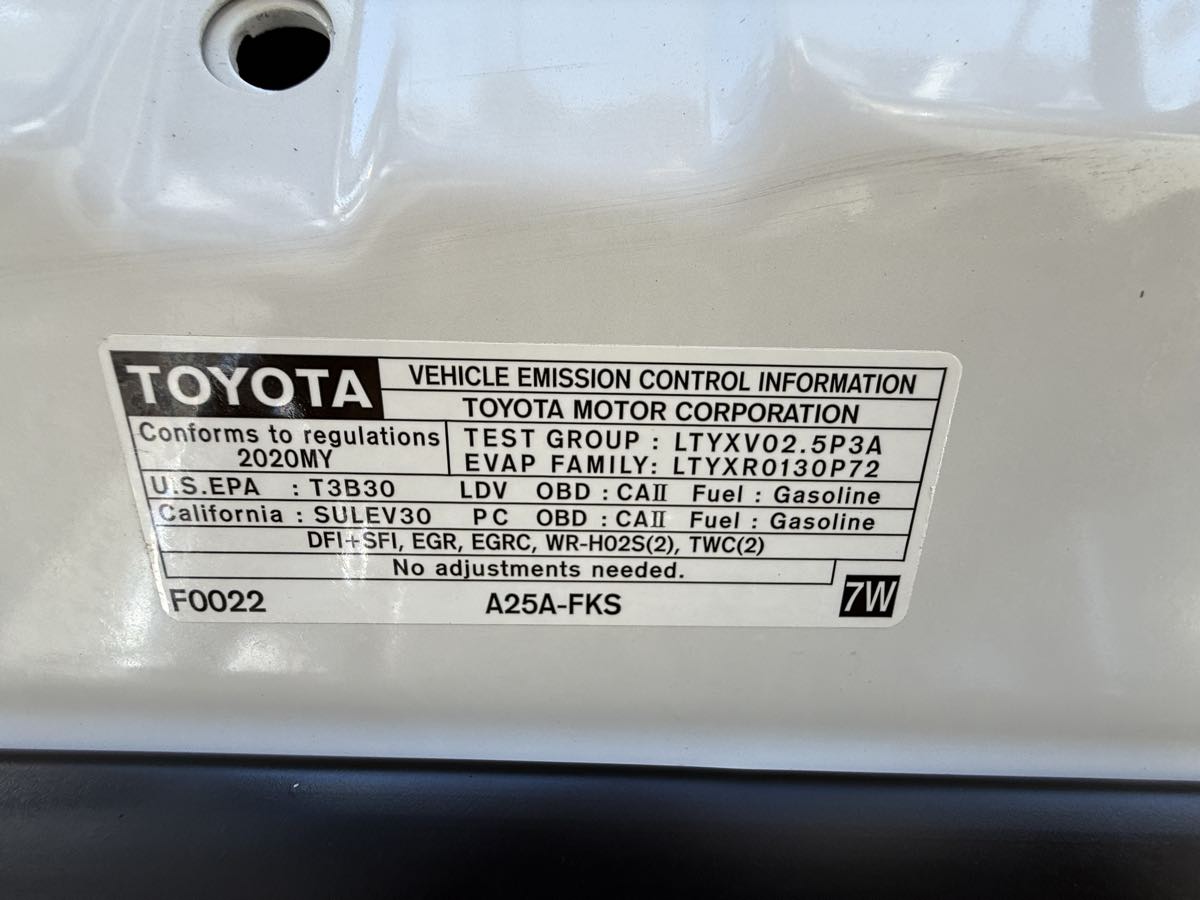 TOYOTA
VEHICLE EMISSION CONTROL INFORMATION
TOYOTA MOTOR CORPORATION
Conforms to regulations
2020MY
TEST GROUP : LTYXV02.5P3A
EVAP FAMILY: LTYXR0130P72
U.S.EPA : T3B30 LDV OBD : CAII Fuel : Gasoline
California : SULEV30 PC OBD : CAII Fuel : Gasoline
DFI+SFI, EGR, EGRC, WR-HO2S(2), TWC(2)
No adjustments needed.
F0022 A25A-FKS 7W